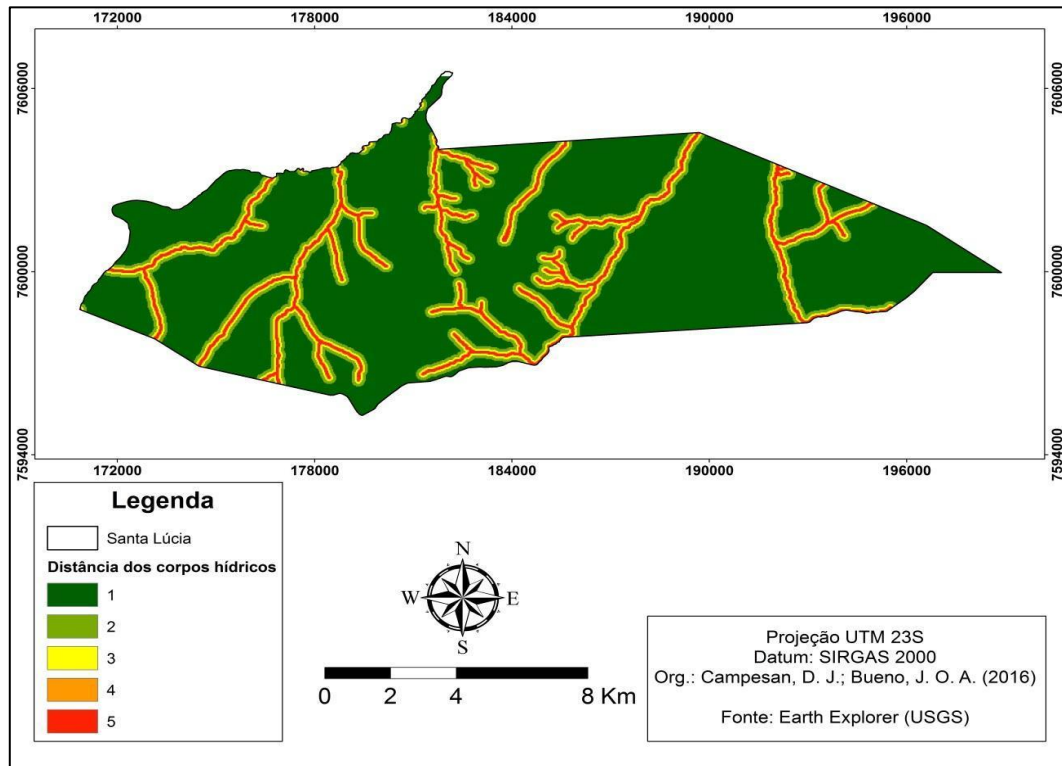 172000 178000 184000 190000 196000
7606000 7606000
7600000 7600000
7594000 7594000
172000 178000 184000 190000 196000
Legenda
Santa Lúcia
Distância dos corpos hídricos
1
2
3
4
5
N
W E
S
0 2 4 8 Km
Projeção UTM 23S
Datum: SIRGAS 2000
Org.: Campesan, D. J.; Bueno, J. O. A. (2016)
Fonte: Earth Explorer (USGS)